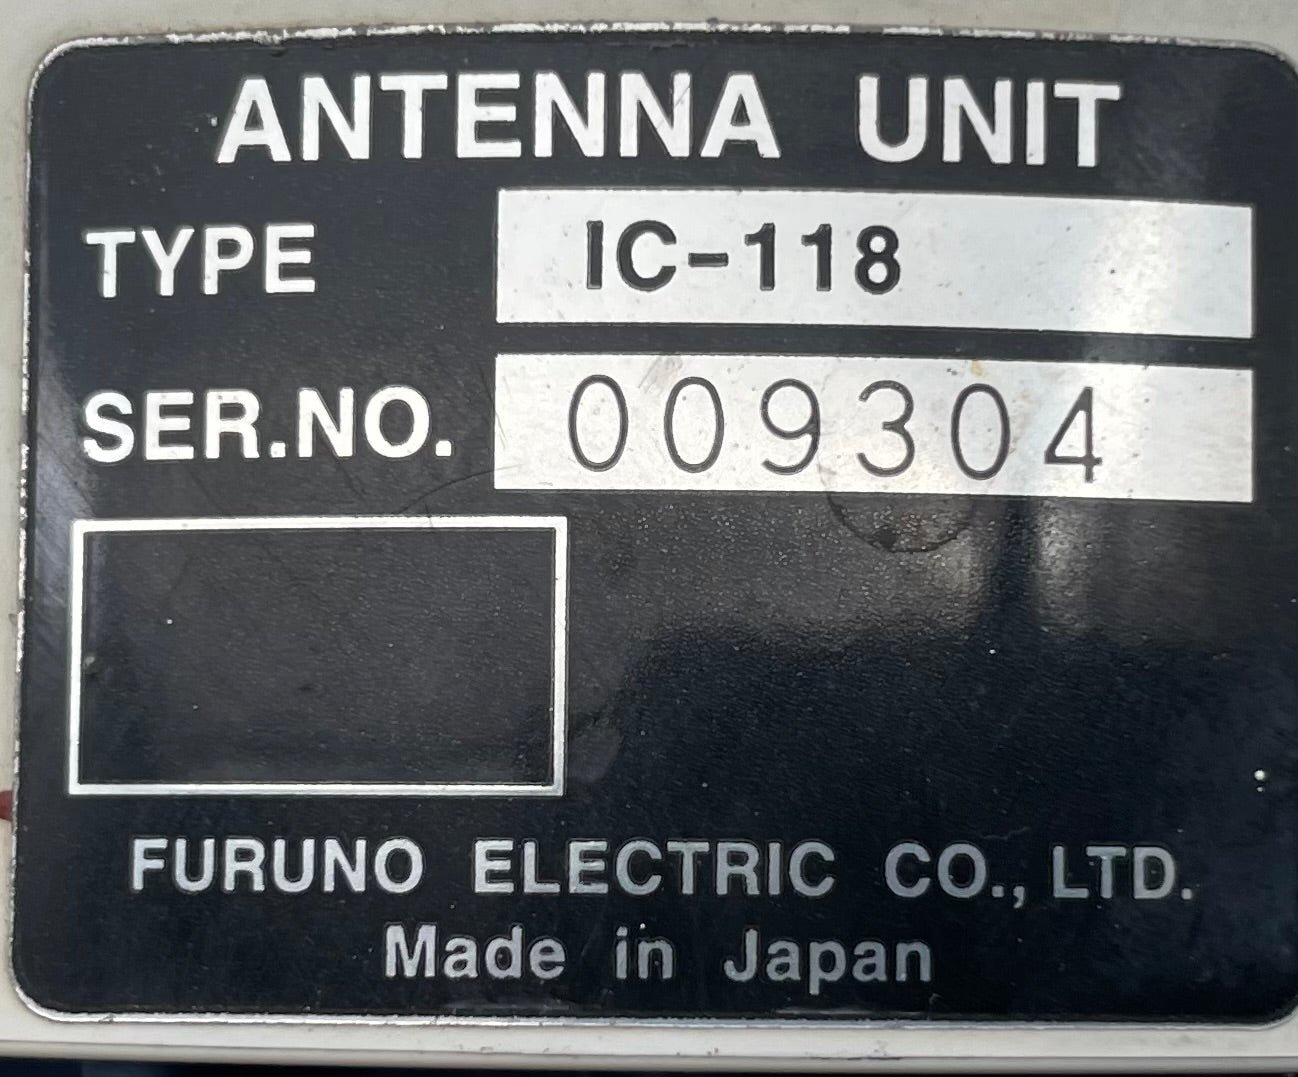 ANTENNA UNIT
TYPE IC-118
SER.NO. 009304
FURUNO ELECTRIC CO., LTD.
Made in Japan